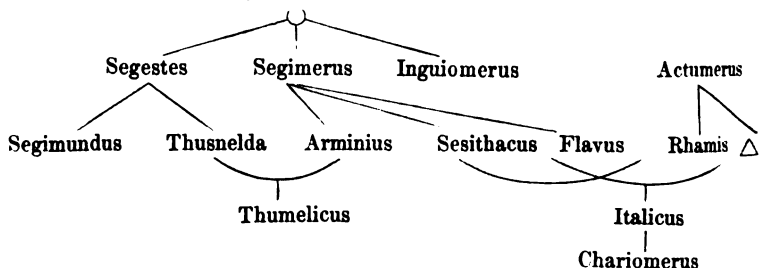 Segestes Segimerus Inguiomerus Actumerus
Segimundus Thusnelda Arminius Sesithacus Flavus Rhamis
Thumelicus Italicus
Chariomerus